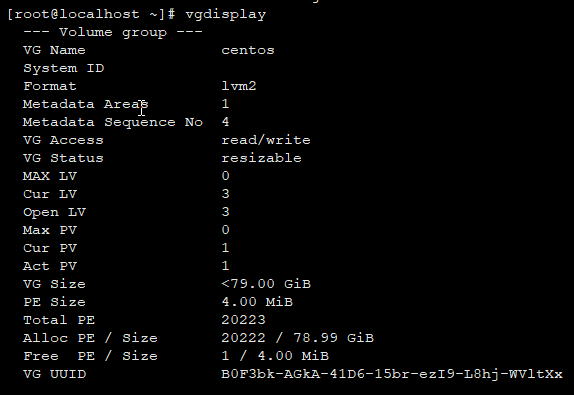 [root@localhost ~]# vgdisplay
--- Volume group ---
VG Name centos
System ID
Format lvm2
Metadata Areas 1
Metadata Sequence No 4
VG Access read/write
VG Status resizable
MAX LV 0
Cur LV 3
Open LV 3
Max PV 0
Cur PV 1
Act PV 1
VG Size <79.00 GiB
PE Size 4.00 MiB
Total PE 20223
Alloc PE / Size 20222 / 78.99 GiB
Free PE / Size 1 / 4.00 MiB
VG UUID B0F3bk-AGkA-41D6-15br-ezI9-L8hj-WVltXx